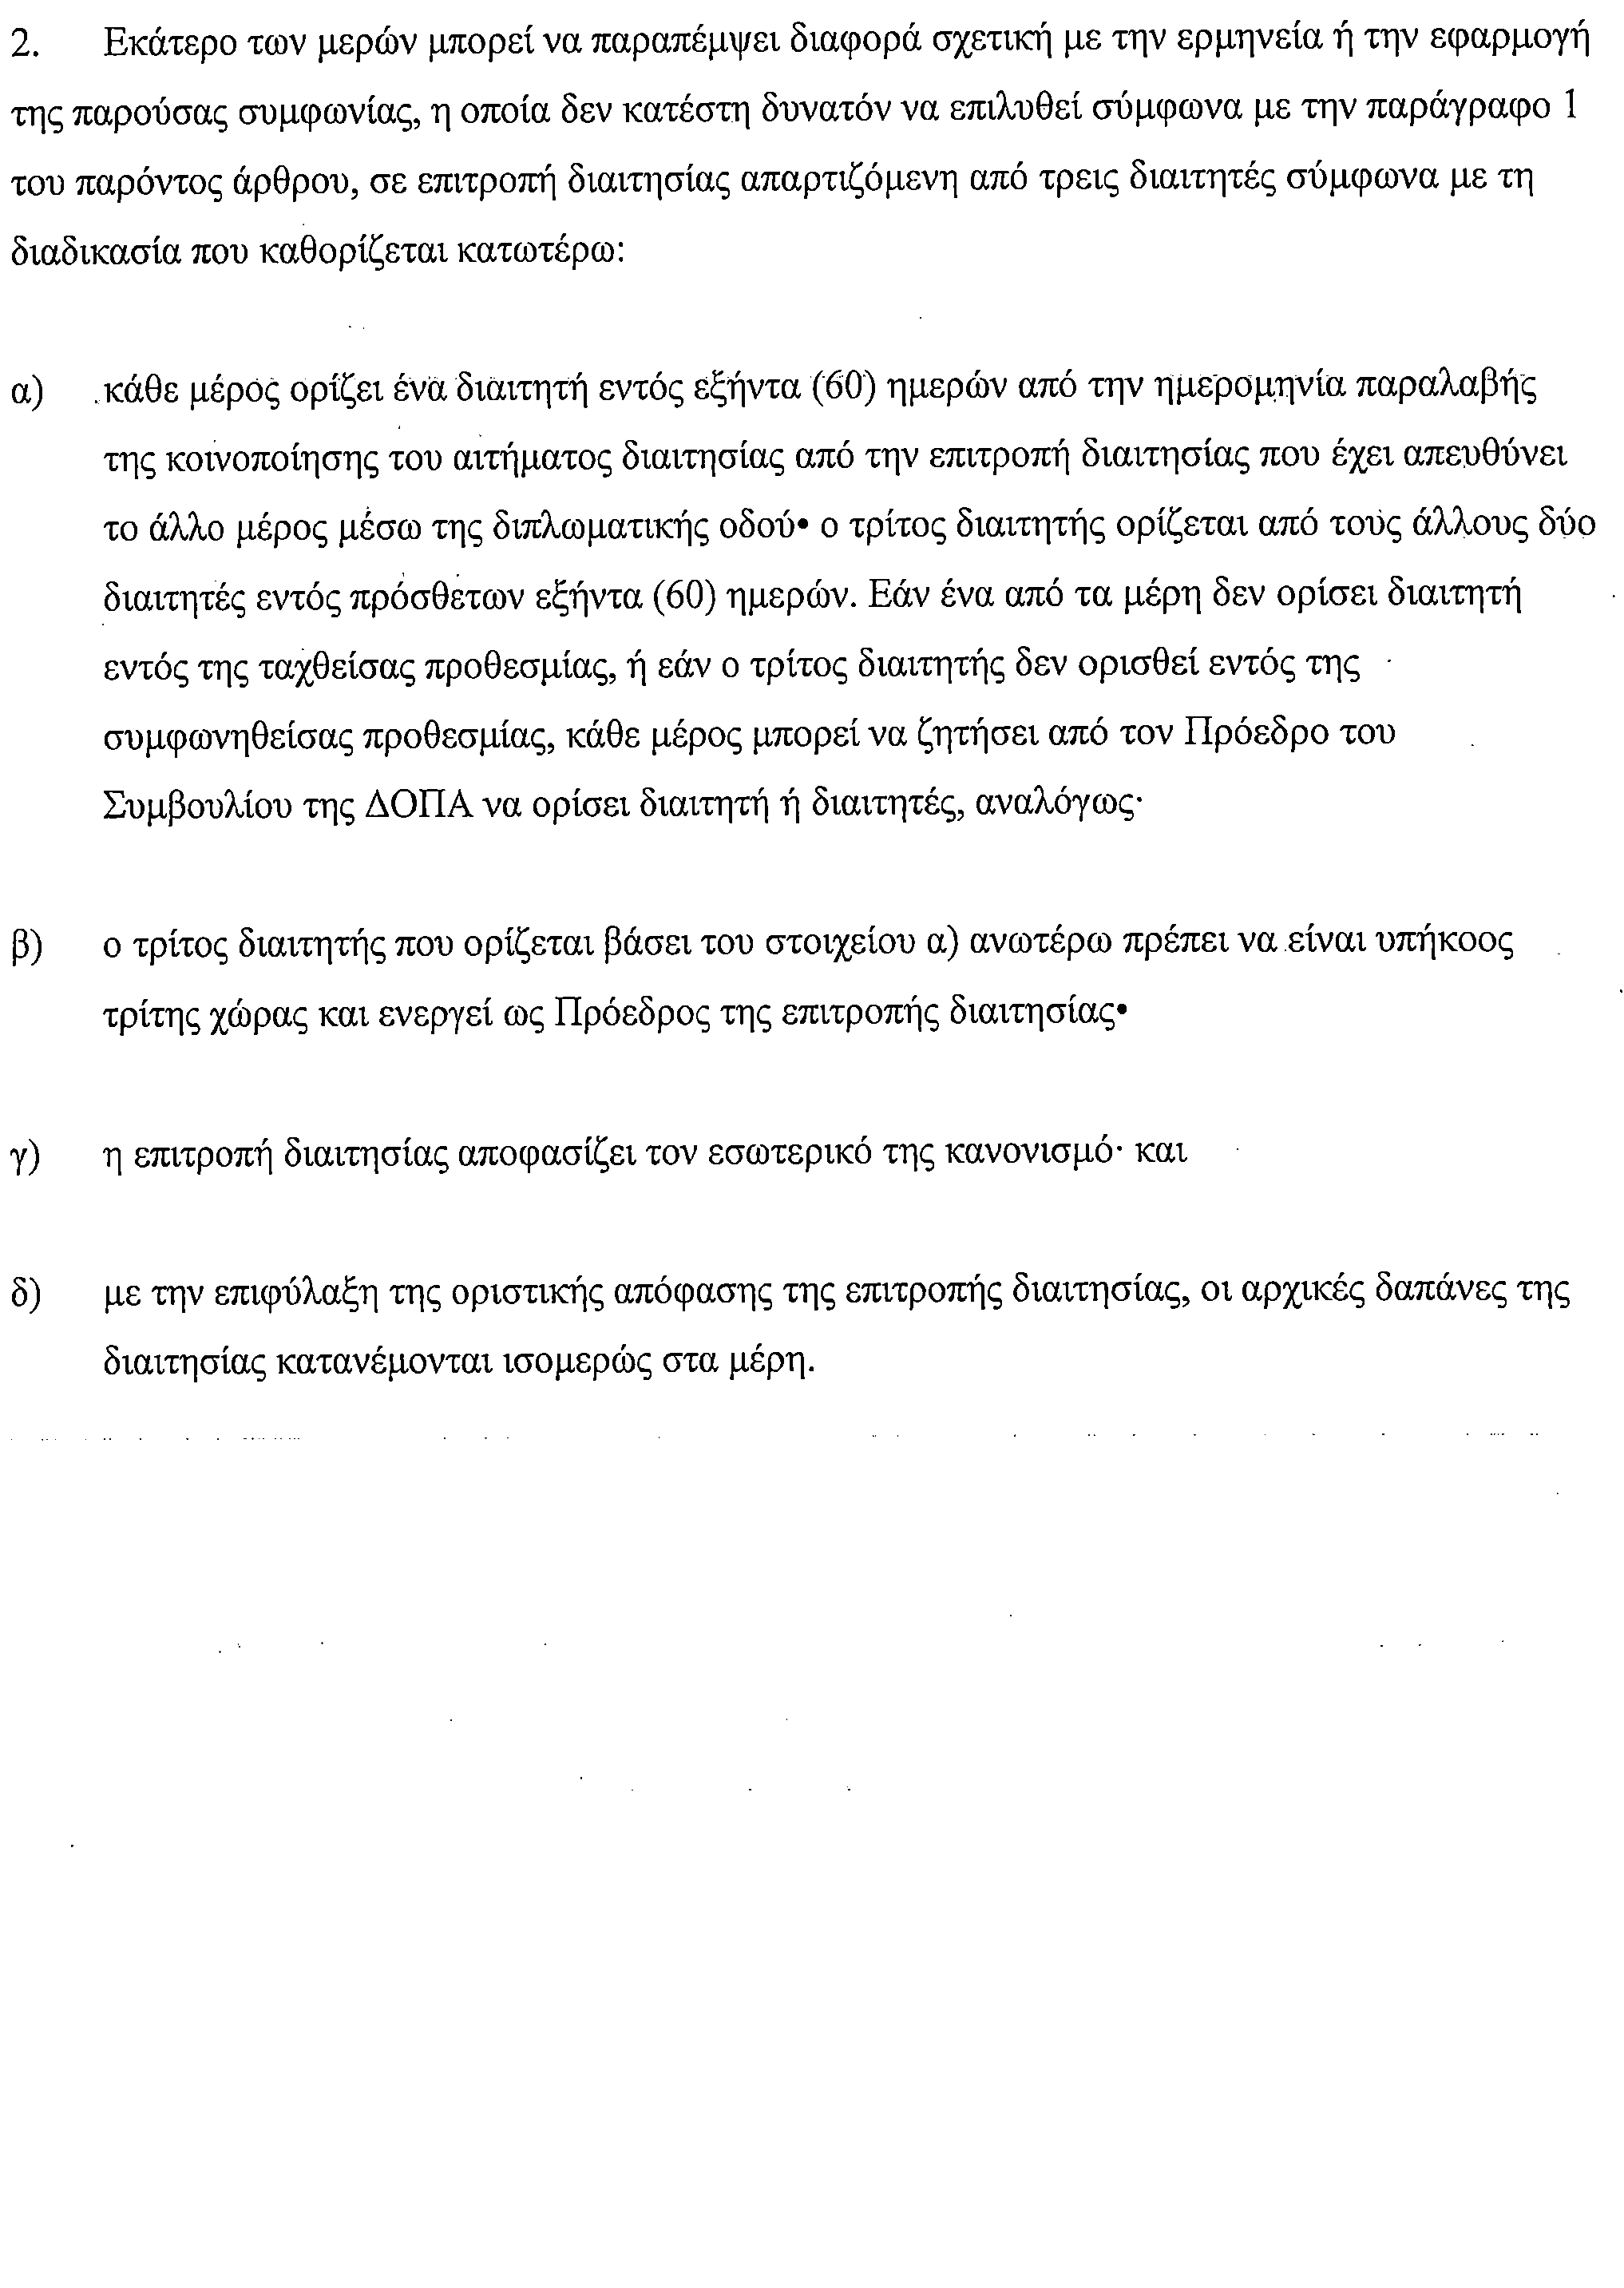 2. Εκάτερο των μερών μπορεί να παραπέμψει διαφορά σχετική με την ερμηνεία ή την εφαρμογή
της παρούσας συμφωνίας, η οποία δεν κατέστη δυνατόν να επιλυθεί σύμφωνα με την παράγραφο 1
του παρόντος άρθρου, σε επιτροπή διαιτησίας απαρτιζόμενη από τρεις διαιτητές σύμφωνα με τη
διαδικασία που καθορίζεται κατωτέρω:
α) κάθε μέρος ορίζει ένα διαιτητή εντός εξήντα (60) ημερών από την ημερομηνία παραλαβής
της κοινοποίησης του αιτήματος διαιτησίας από την επιτροπή διαιτησίας που έχει απευθύνει
το άλλο μέρος μέσω της διπλωματικής οδού• ο τρίτος διαιτητής ορίζεται από τους άλλους δύο
διαιτητές εντός πρόσθετων εξήντα (60) ημερών. Εάν ένα από τα μέρη δεν ορίσει διαιτητή
εντός της ταχθείσας προθεσμίας, ή εάν ο τρίτος διαιτητής δεν ορισθεί εντός της
συμφωνηθείσας προθεσμίας, κάθε μέρος μπορεί να ζητήσει από τον Πρόεδρο του
Συμβουλίου της ΔΟΠΑ να ορίσει διαιτητή ή διαιτητές, αναλόγως·
β) ο τρίτος διαιτητής που ορίζεται βάσει του στοιχείου α) ανωτέρω πρέπει να είναι υπήκοος
τρίτης χώρας και ενεργεί ως Πρόεδρος της επιτροπής διαιτησίας•
γ) η επιτροπή διαιτησίας αποφασίζει τον εσωτερικό της κανονισμό· και
δ) με την επιφύλαξη της οριστικής απόφασης της επιτροπής διαιτησίας, οι αρχικές δαπάνες της
διαιτησίας κατανέμονται ισομερώς στα μέρη.